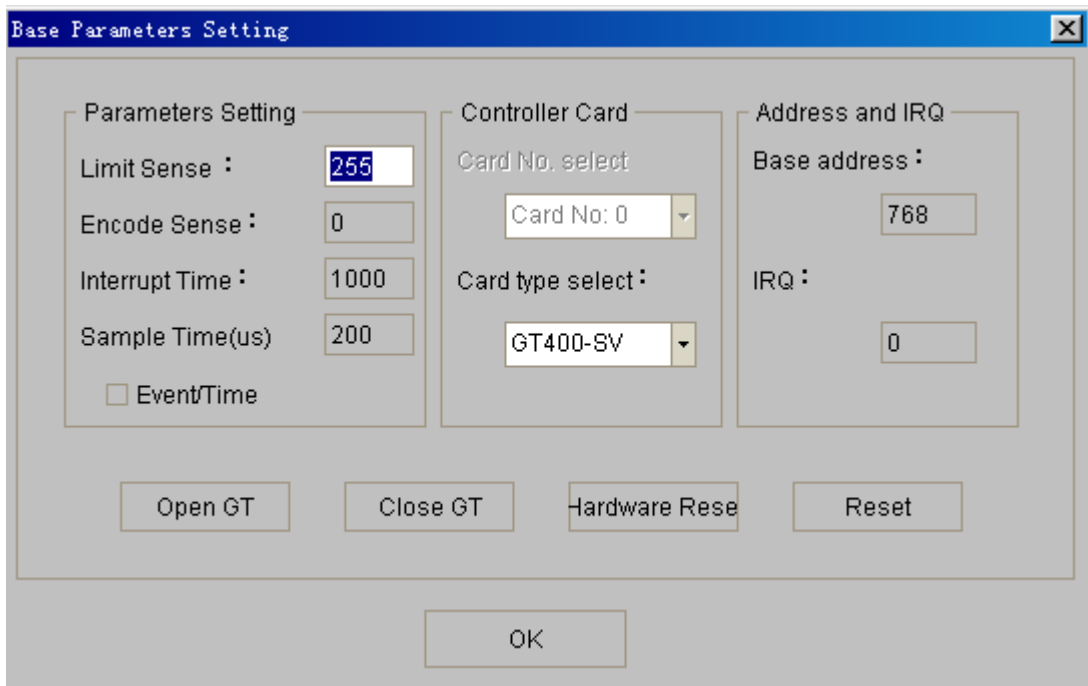 Base Parameters Setting
Parameters Setting
Limit Sense： 255
Encode Sense： 0
Interrupt Time： 1000
Sample Time(us) 200
Event/Time
Controller Card
Card No. select
Card No: 0
Card type select：
GT400-SV
Address and IRQ
Base address：
768
IRQ：
0
Open GT
Close GT
Hardware Rese
Reset
OK